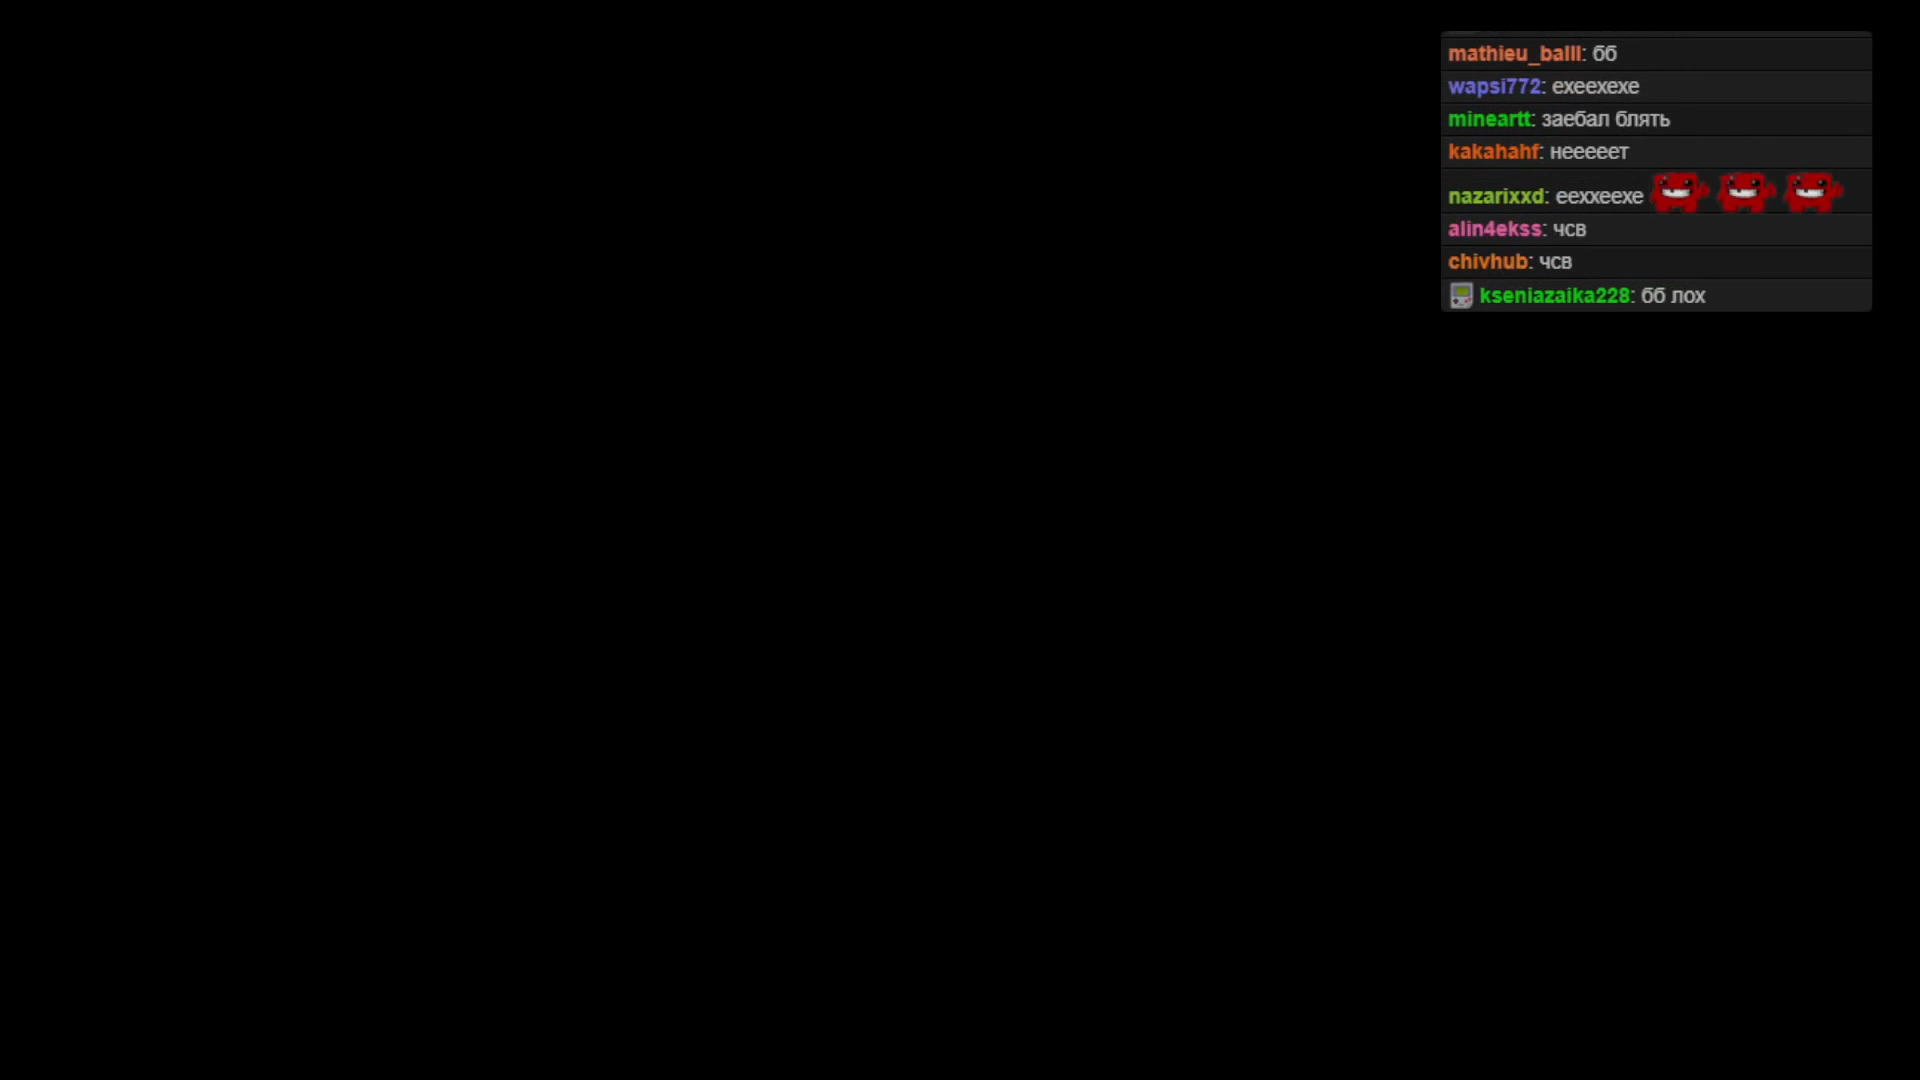 mathieu_balll: бб
wapsi772: ехеехехе
mineartt: заебал блять
kakahahf: нееееет
nazarixxd: ееххеехе
alin4ekss: чсв
chivhub: чсв
kseniazaika228: бб лох